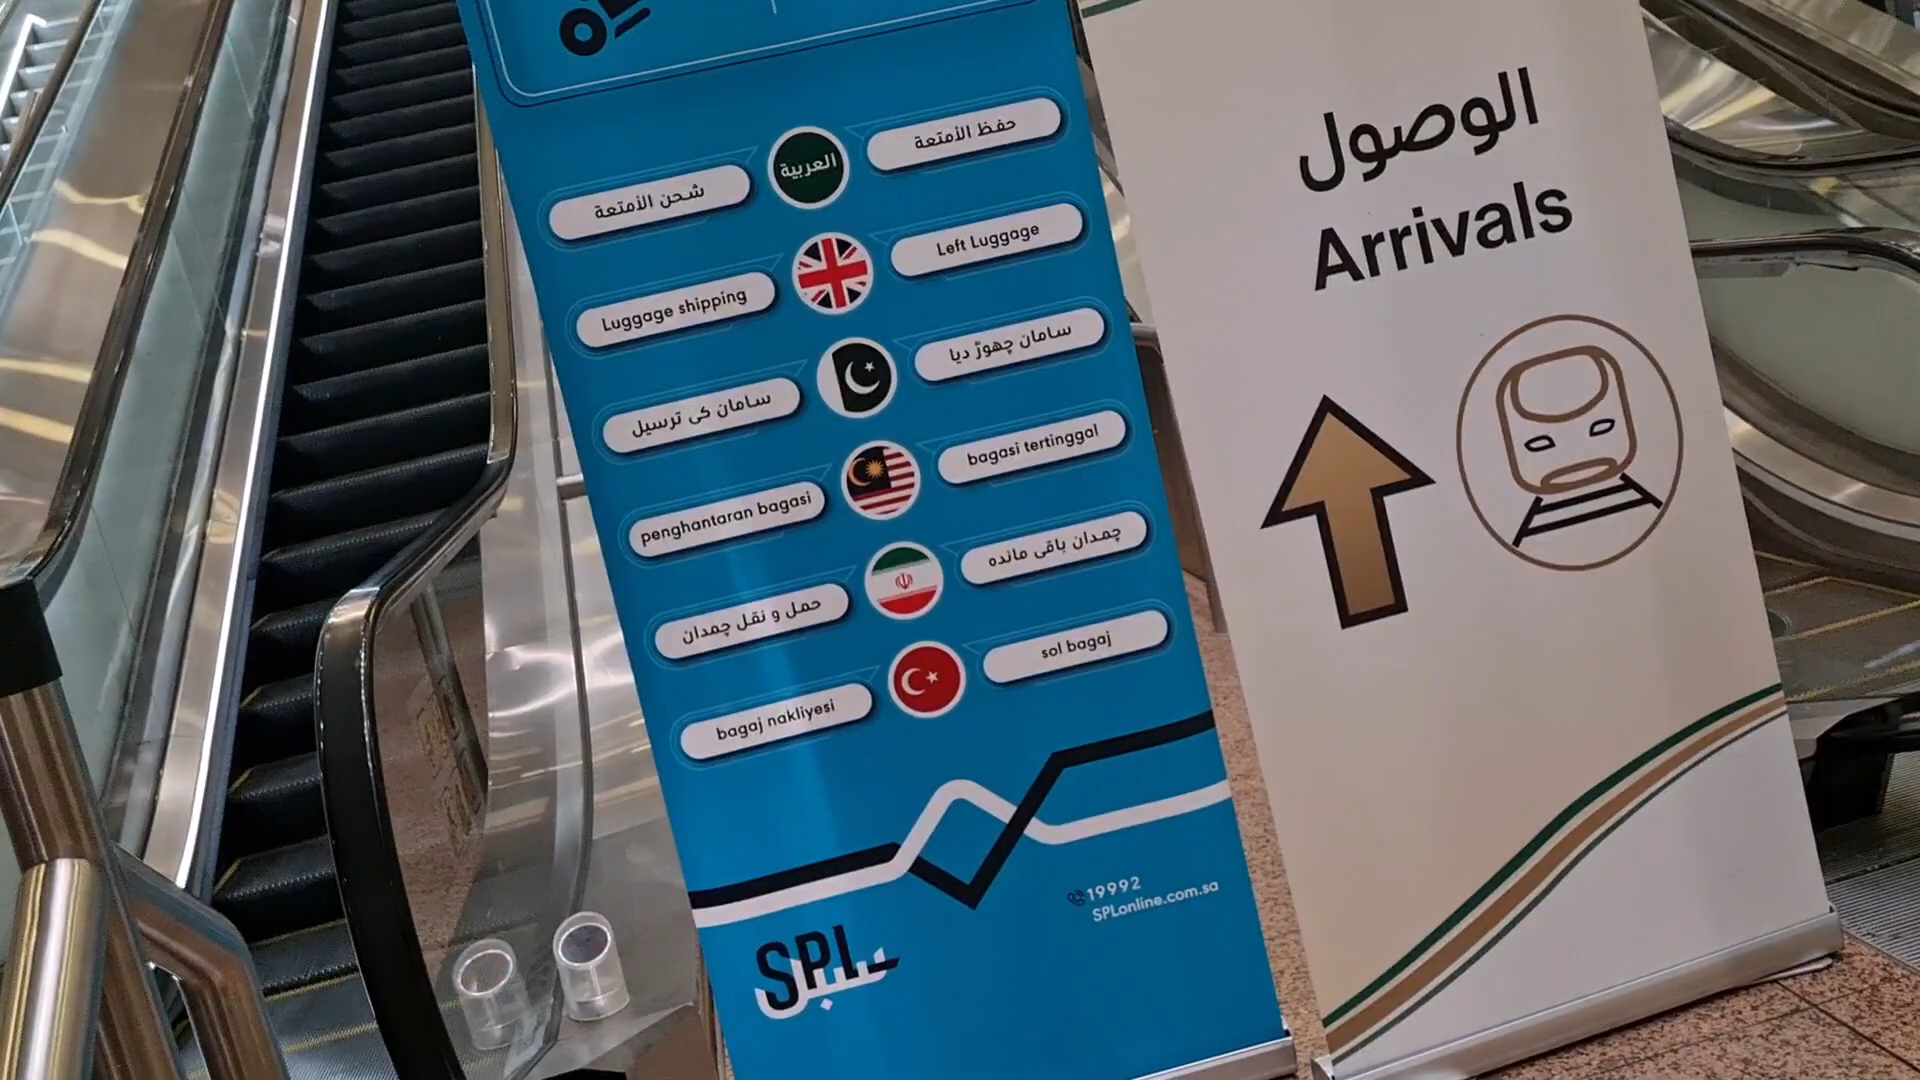 العربية
حفظ الأمتعة
شحن الأمتعة
Left Luggage
Luggage shipping
سامان چھوڑ دیا
سامان کی ترسیل
bagasi tertinggal
penghantaran bagasi
چمدان باقی مانده
حمل و نقل چمدان
sol bagaj
bagaj nakliyesi
19992
SPLonline.com.sa
SPL
سبل
الوصول
Arrivals